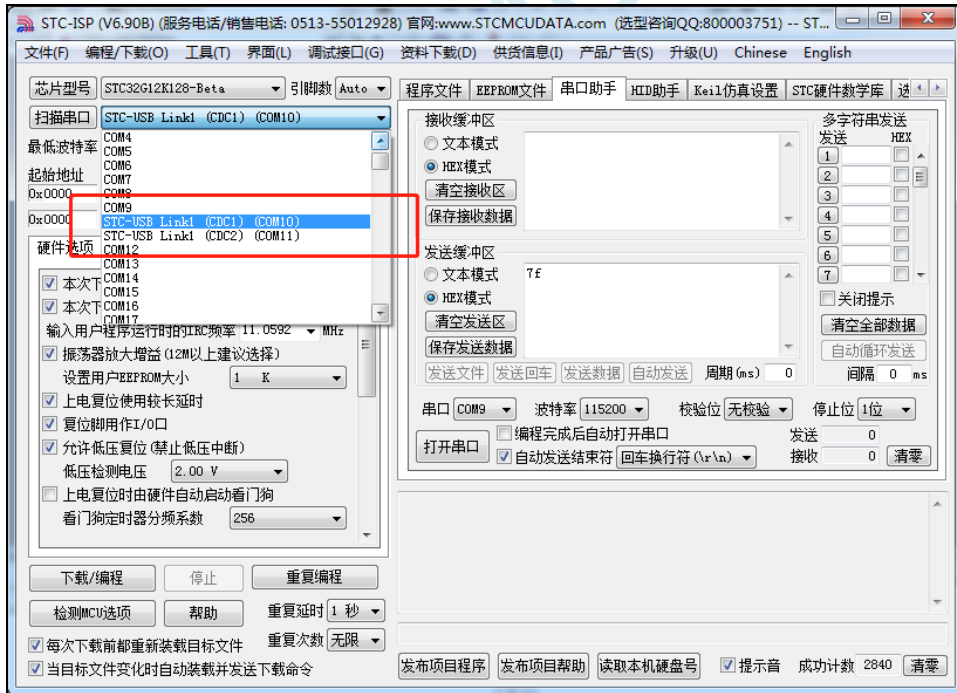 STC-ISP (V6.90B) (服务电话/销售电话: 0513-55012928) 官网:www.STCMCUDATA.com (选型咨询QQ:800003751) -- ST...
文件(F) 编程/下载(O) 工具(T) 界面(L) 调试接口(G) 资料下载(D) 供货信息(I) 产品广告(S) 升级(U) Chinese English
芯片型号 STC32G12K128-Beta 引脚数 Auto
扫描串口 STC-USB Link1 (CDC1) (COM10)
最低波特率
起始地址
0x0000
0x0000
COM4
COM5
COM6
COM7
COM8
COM9
STC-USB Link1 (CDC1) (COM10)
STC-USB Link1 (CDC2) (COM11)
COM12
COM13
COM14
COM15
COM16
COM17
硬件选项
本次下
本次下
输入用户程序运行时的IRC频率 11.0592 MHz
振荡器放大增益(12M以上建议选择)
设置用户EEPROM大小 1 K
上电复位使用较长延时
复位脚用作I/O口
允许低压复位(禁止低压中断)
低压检测电压 2.00 V
上电复位时由硬件自动启动看门狗
看门狗定时器分频系数 256
下载/编程 停止 重复编程
检测MCU选项 帮助 重复延时 1 秒
每次下载前都重新装载目标文件 重复次数 无限
当目标文件变化时自动装载并发送下载命令
程序文件 EEPROM文件 串口助手 HID助手 Keil仿真设置 STC硬件数学库
接收缓冲区
文本模式
HEX模式
清空接收区
保存接收数据
发送缓冲区
文本模式 7f
HEX模式
清空发送区
保存发送数据
发送文件 发送回车 发送数据 自动发送 周期(ms) 0
多字符串发送
发送 HEX
1
2
3
4
5
6
7
关闭提示
清空全部数据
自动循环发送
间隔 0 ms
串口 COM9 波特率 115200 校验位 无校验 停止位 1位
打开串口 编程完成后自动打开串口 发送 0
自动发送结束符 回车换行符(\r\n) 接收 0 清零
发布项目程序 发布项目帮助 读取本机硬盘号 提示音 成功计数 2840 清零